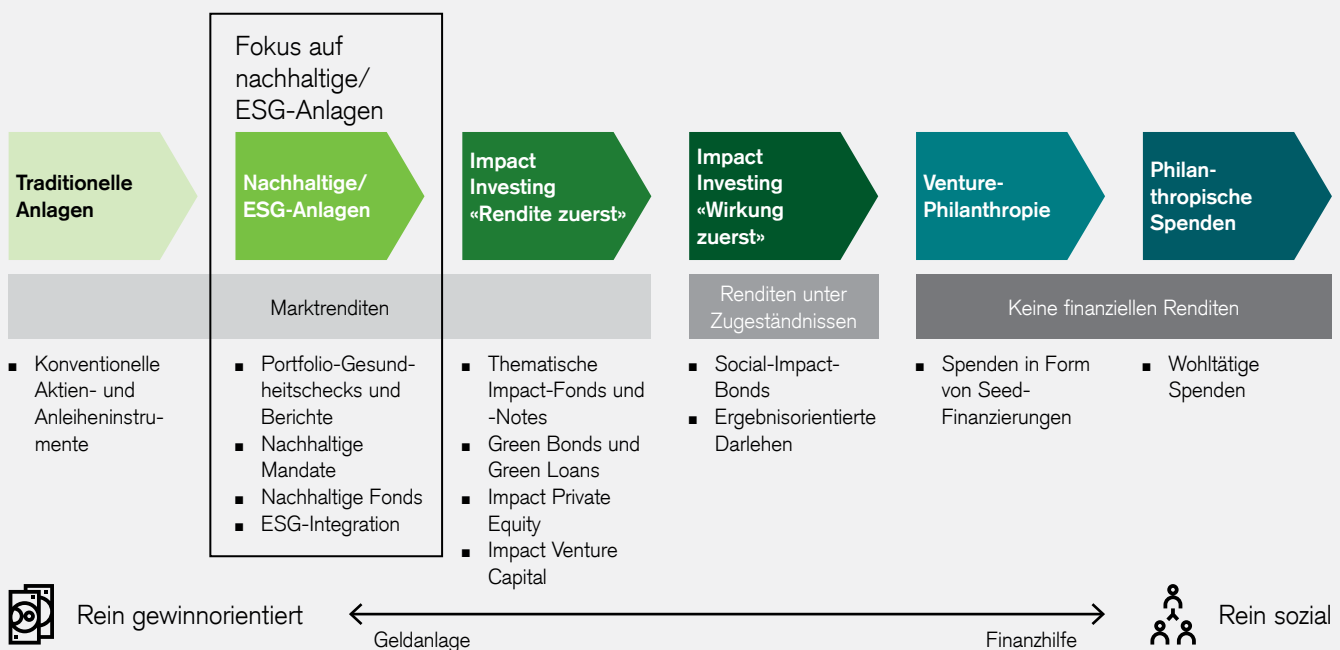 Fokus auf
nachhaltige/
ESG-Anlagen
Traditionelle
Anlagen
Nachhaltige/
ESG-Anlagen
Impact
Investing
«Rendite zuerst»
Impact
Investing
«Wirkung
zuerst»
Venture-
Philanthropie
Philan-
thropische
Spenden
Marktrenditen
Renditen unter
Zugeständnissen
Keine finanziellen Renditen
▪ Konventionelle
Aktien- und
Anleiheninstru-
mente
▪ Portfolio-Gesund-
heitschecks und
Berichte
▪ Nachhaltige
Mandate
▪ Nachhaltige Fonds
▪ ESG-Integration
▪ Thematische
Impact-Fonds und
-Notes
▪ Green Bonds und
Green Loans
▪ Impact Private
Equity
▪ Impact Venture
Capital
▪ Social-Impact-
Bonds
▪ Ergebnisorientierte
Darlehen
▪ Spenden in Form
von Seed-
Finanzierungen
▪ Wohltätige
Spenden
Rein gewinnorientiert
Geldanlage
Finanzhilfe
Rein sozial